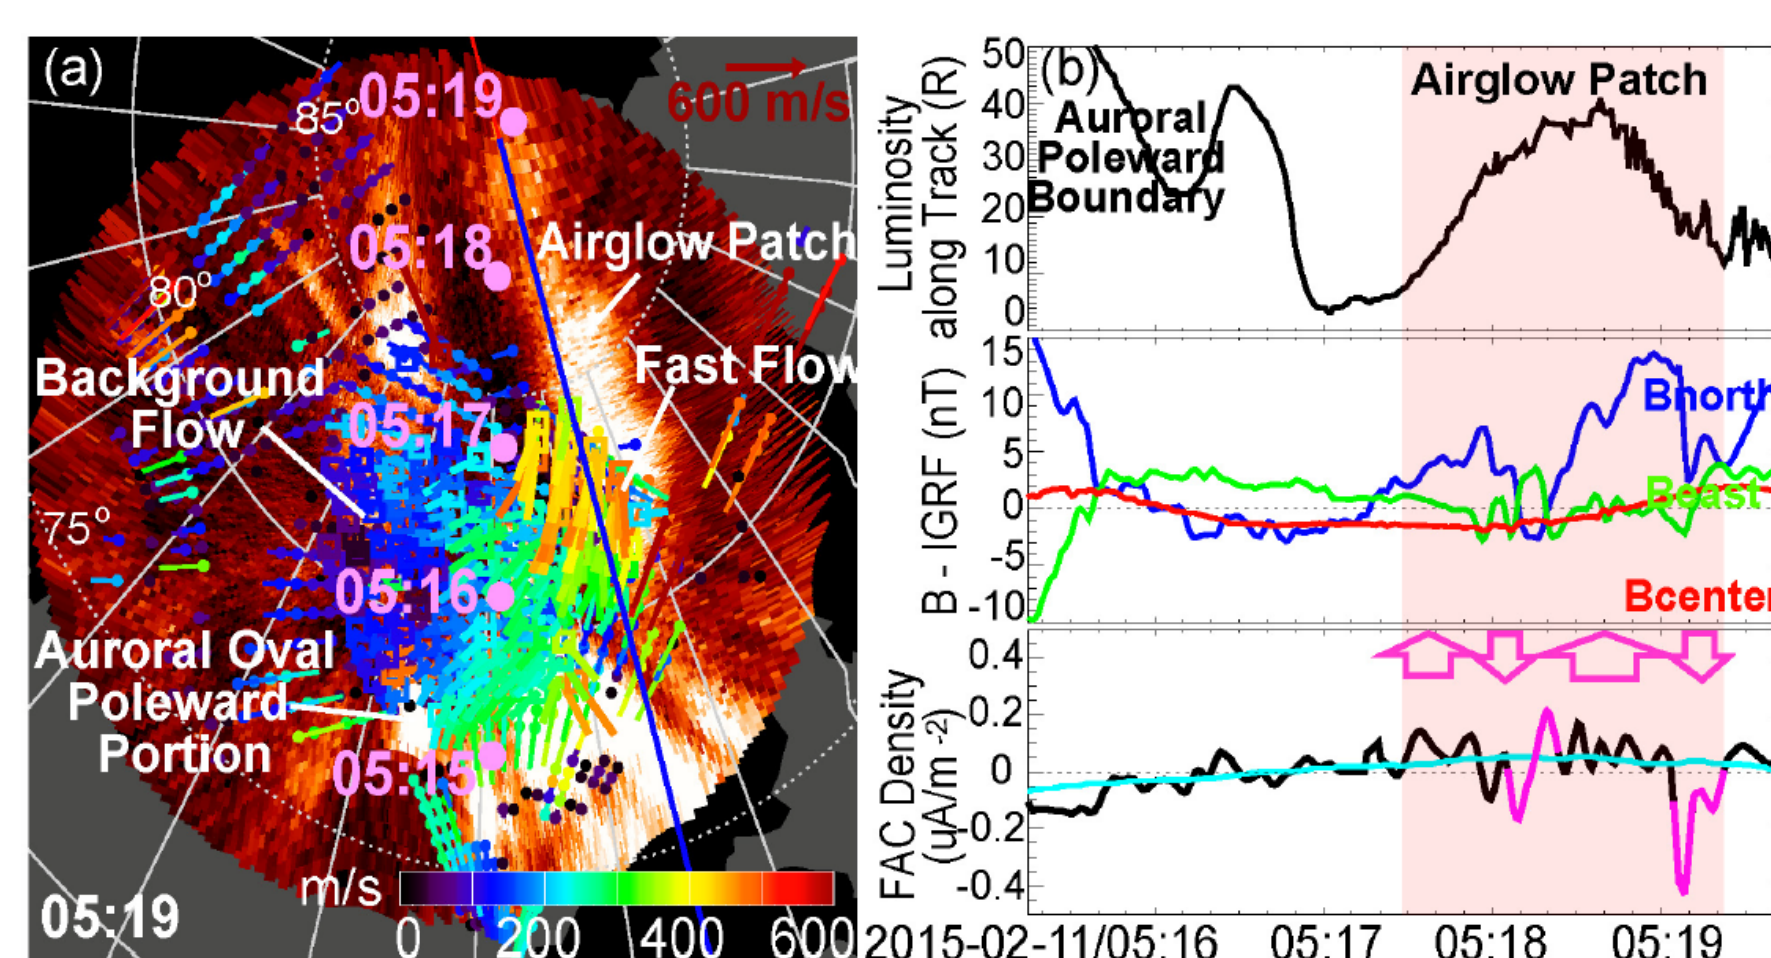 (a)
85°
05:19
600 m/s
05:18
Airglow Patch
80°
Background
Flow
05:17
Fast Flow
75°
05:16
Auroral Oval
Poleward
Portion
05:15
m/s
0 200 400 600
05:19
(b)
Airglow Patch
Auroral
Poleward
Boundary
Luminosity
along Track (R)
50
40
30
20
10
0
B - IGRF (nT)
15
10
5
0
-5
-10
Bnorth
Beast
Bcenter
FAC Density
(uA/m -2)
0.4
0.2
0
-0.2
-0.4
2015-02-11/05:16 05:17 05:18 05:19